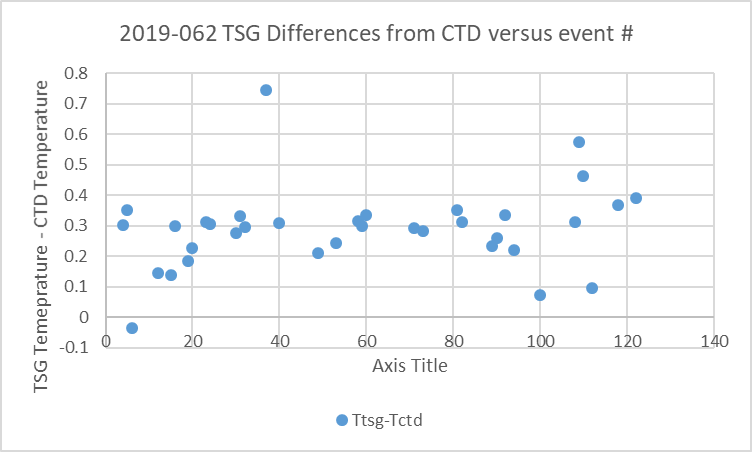 2019-062 TSG Differences from CTD versus event #
TSG Temeprature - CTD Temperature
0.8
0.7
0.6
0.5
0.4
0.3
0.2
0.1
0
-0.1
0 20 40 60 80 100 120 140
Axis Title
Ttsg-Tctd